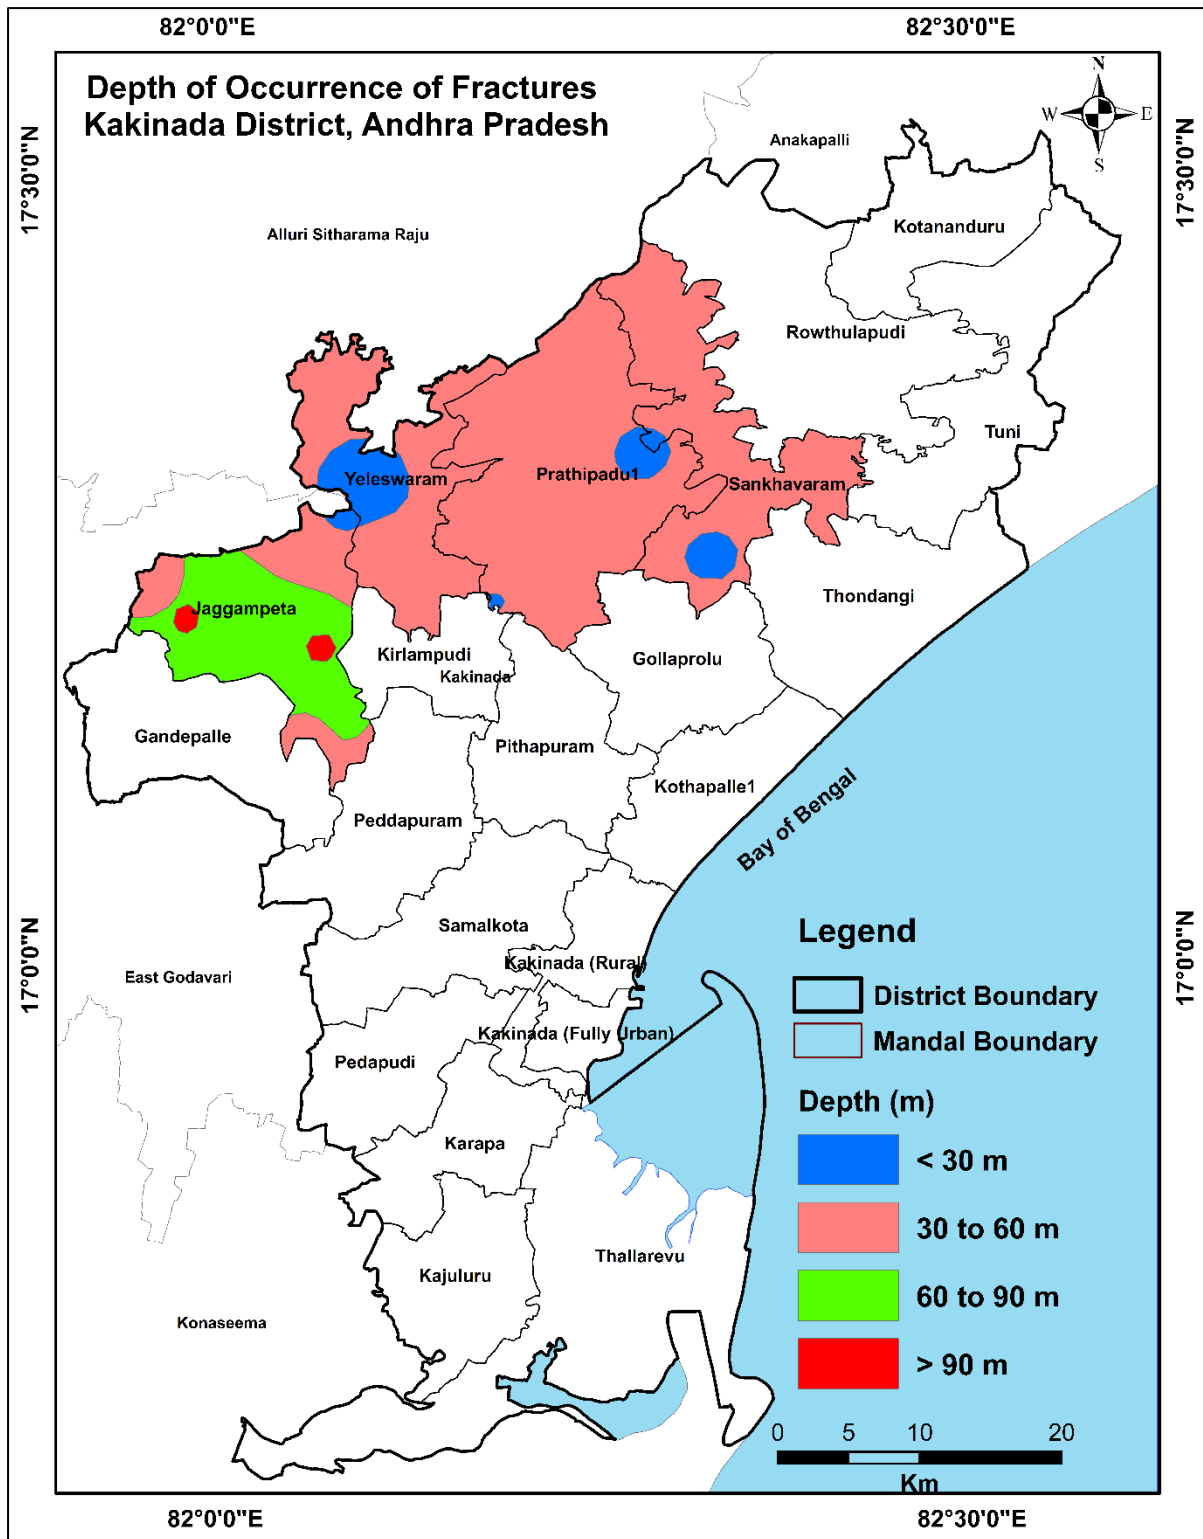 82°0'0"E
82°30'0"E
Depth of Occurrence of Fractures
Kakinada District, Andhra Pradesh
N
W
E
S
17°30'0"N
17°30'0"N
Anakapalli
Kotananduru
Alluri Sitharama Raju
Rowthulapudi
Tuni
Yeleswaram
Prathipadu1
Sankhavaram
Jaggampeta
Thondangi
Kirlampudi
Kakinada
Gollaprolu
Gandepalle
Pithapuram
Kothapalle1
Peddapuram
Bay of Bengal
Samalkota
17°0'0"N
17°0'0"N
East Godavari
Kakinada (Rural)
Kakinada (Fully Urban)
Pedapudi
Karapa
Thallarevu
Kajuluru
Konaseema
Legend
District Boundary
Mandal Boundary
Depth (m)
< 30 m
30 to 60 m
60 to 90 m
> 90 m
0 5 10 20
Km
82°0'0"E
82°30'0"E